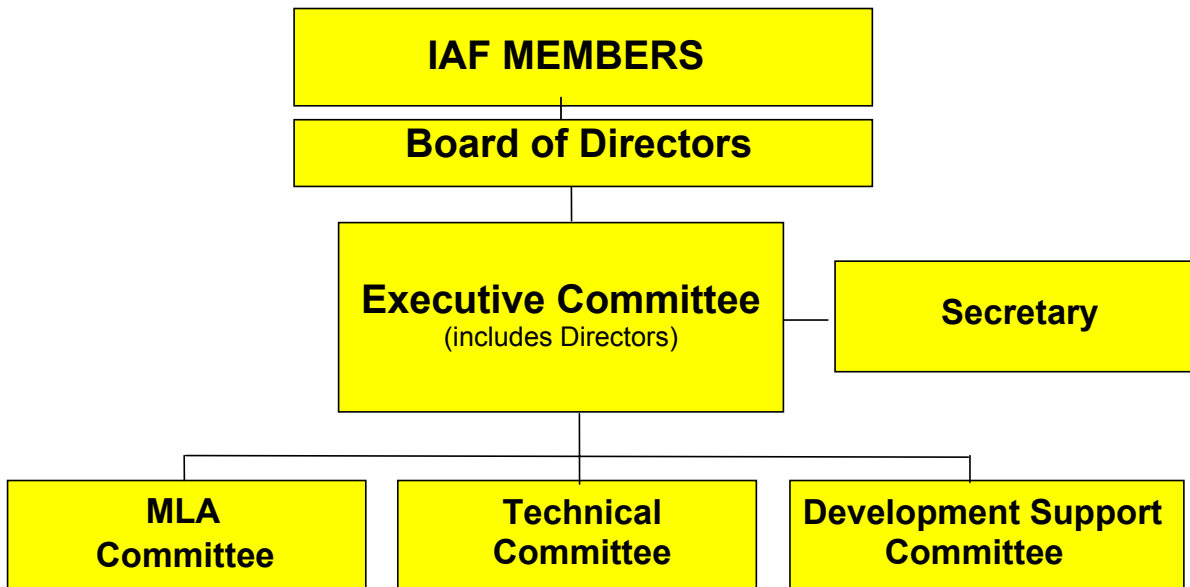 IAF MEMBERS
Board of Directors
Executive Committee
(includes Directors)
Secretary
MLA
Committee
Technical
Committee
Development Support
Committee